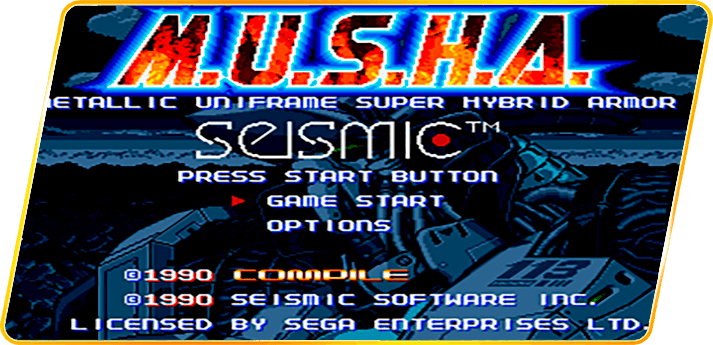 M.U.S.H.A.
METALLIC UNIFRAME SUPER HYBRID ARMOR
SEISMIC™
PRESS START BUTTON
GAME START
OPTIONS
©1990 COMPILE
©1990 SEISMIC SOFTWARE INC.
LICENSED BY SEGA ENTERPRISES LTD.
113